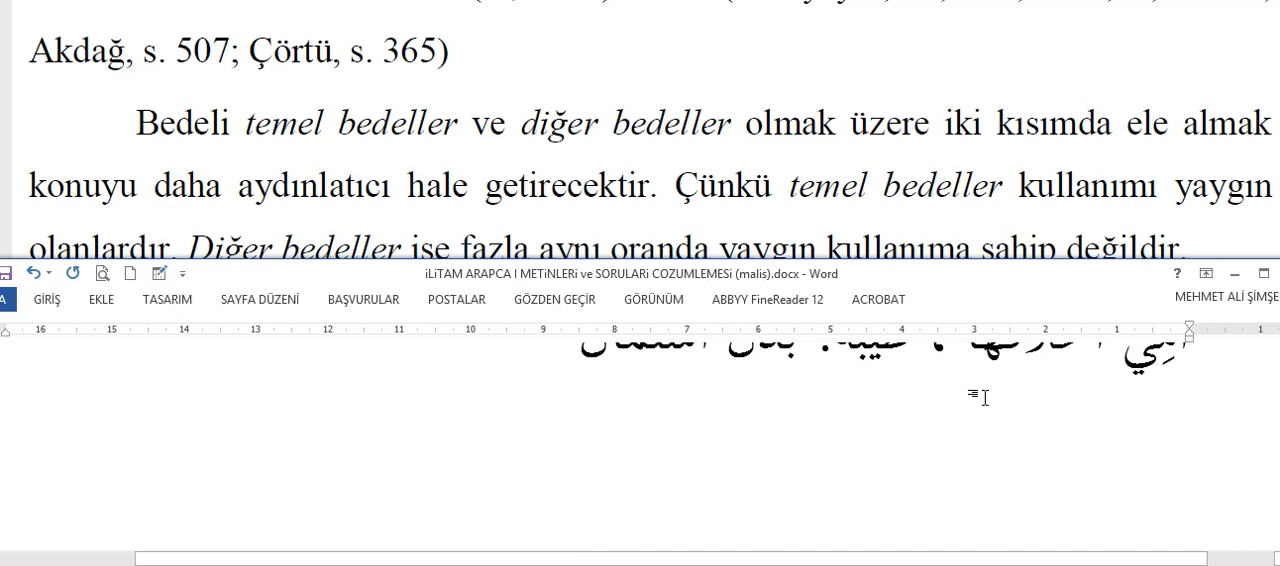 Akdağ, s. 507; Çörtü, s. 365)
Bedeli temel bedeller ve diğer bedeller olmak üzere iki kısımda ele almak
konuyu daha aydınlatıcı hale getirecektir. Çünkü temel bedeller kullanımı yaygın
olanlardır. Diğer bedeller ise fazla aynı oranda yaygın kullanıma sahip değildir.
iLiTAM ARAPCA I METiNLERi ve SORULARi COZUMLEMESi (malis).docx - Word
?
A GİRİŞ EKLE TASARIM SAYFA DÜZENİ BAŞVURULAR POSTALAR GÖZDEN GEÇİR GÖRÜNÜM ABBYY FineReader 12 ACROBAT MEHMET ALİ ŞİMŞE
16 15 14 13 12 11 10 9 8 7 6 5 4 3 2 1 1